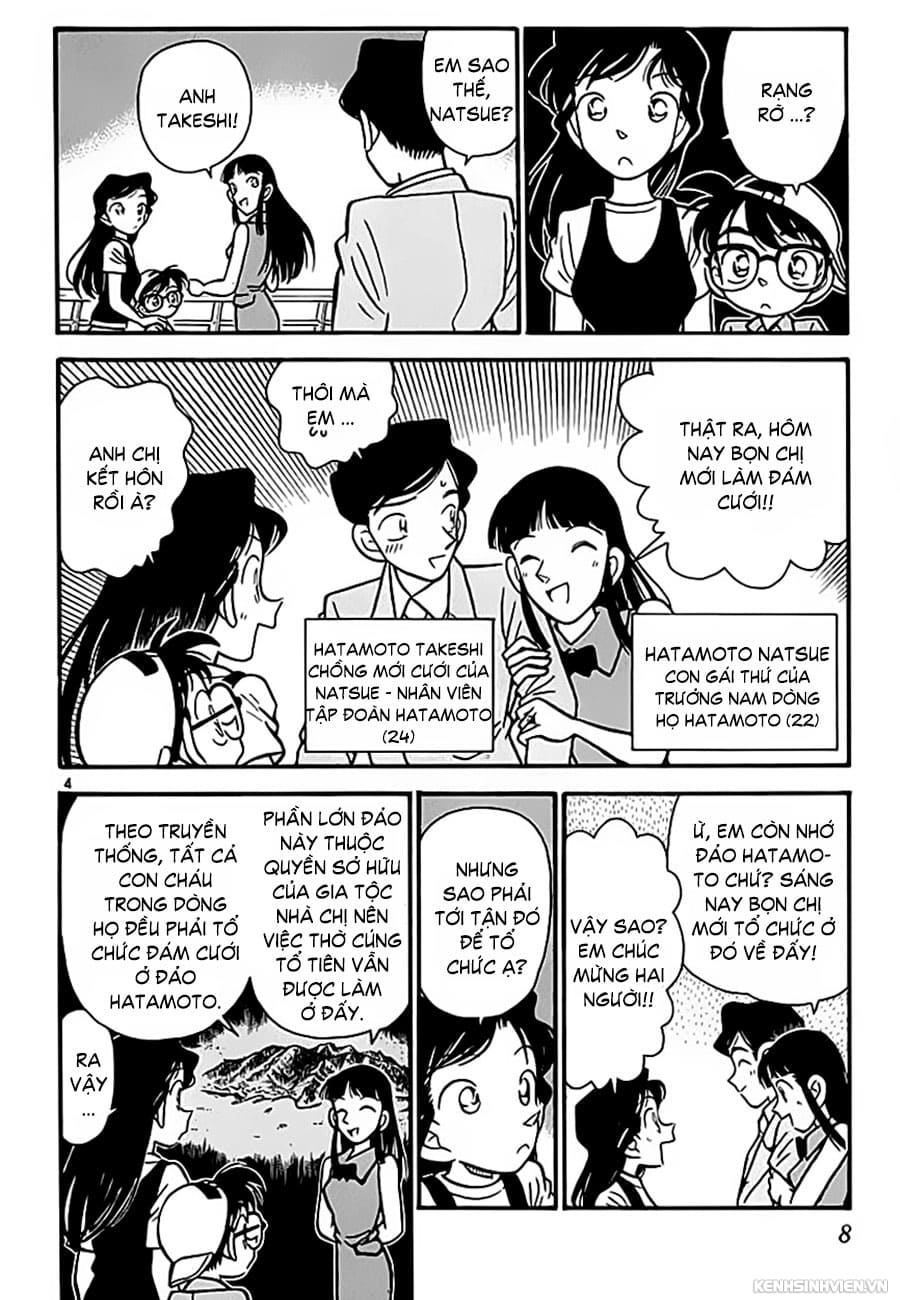 RẠNG
RỠ ...?
EM SAO
THẾ,
NATSUE?
ANH
TAKESHI!
THẬT RA, HÔM
NAY BỌN CHỊ
MỚI LÀM ĐÁM
CƯỚI!!
THÔI MÀ
EM ...
ANH CHỊ
KẾT HÔN
RỒI À?
HATAMOTO NATSUE
CON GÁI THỨ CỦA
TRƯỞNG NAM DÒNG
HỌ HATAMOTO (22)
HATAMOTO TAKESHI
CHỒNG MỚI CƯỚI CỦA
NATSUE - NHÂN VIÊN
TẬP ĐOÀN HATAMOTO
(24)
4
Ừ, EM CÒN NHỚ
ĐẢO HATAMO-
TO CHỨ? SÁNG
NAY BỌN CHỊ
MỚI TỔ CHỨC Ở
ĐÓ VỀ ĐẤY!
VẬY SAO?
EM CHÚC
MỪNG HAI
NGƯỜI!!
NHƯNG
SAO PHẢI
TỚI TẬN ĐÓ
ĐỂ TỔ
CHỨC Ạ?
PHẦN LỚN ĐẢO
NÀY THUỘC
QUYỀN SỞ HỮU
CỦA GIA TỘC
NHÀ CHỊ NÊN
VIỆC THỜ CÚNG
TỔ TIÊN VẪN
ĐƯỢC LÀM
Ở ĐẤY.
THEO TRUYỀN
THỐNG, TẤT CẢ
CON CHÁU
TRONG DÒNG
HỌ ĐỀU PHẢI TỔ
CHỨC ĐÁM CƯỚI
Ở ĐẢO
HATAMOTO.
RA
VẬY
...
8
KENHSINHVIEN.VN